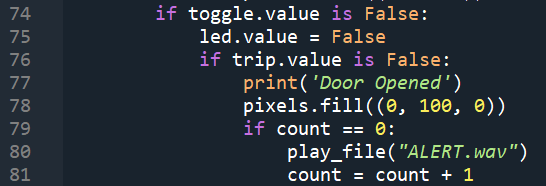 74 if toggle.value is False:
75 led.value = False
76 if trip.value is False:
77 print('Door Opened')
78 pixels.fill((0, 100, 0))
79 if count == 0:
80 play_file("ALERT.wav")
81 count = count + 1